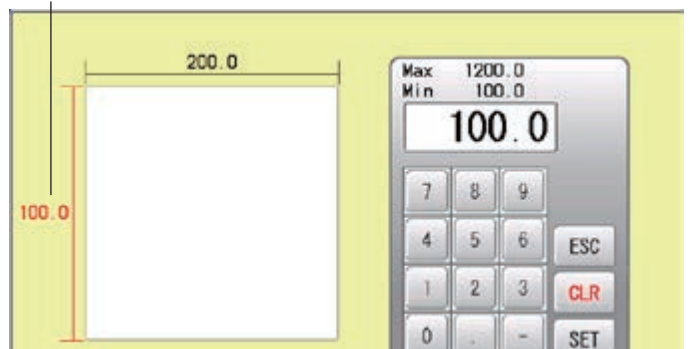 200.0
100.0
Max 1200.0
Min 100.0
100.0
7 8 9
4 5 6 ESC
1 2 3 CLR
0 . - SET